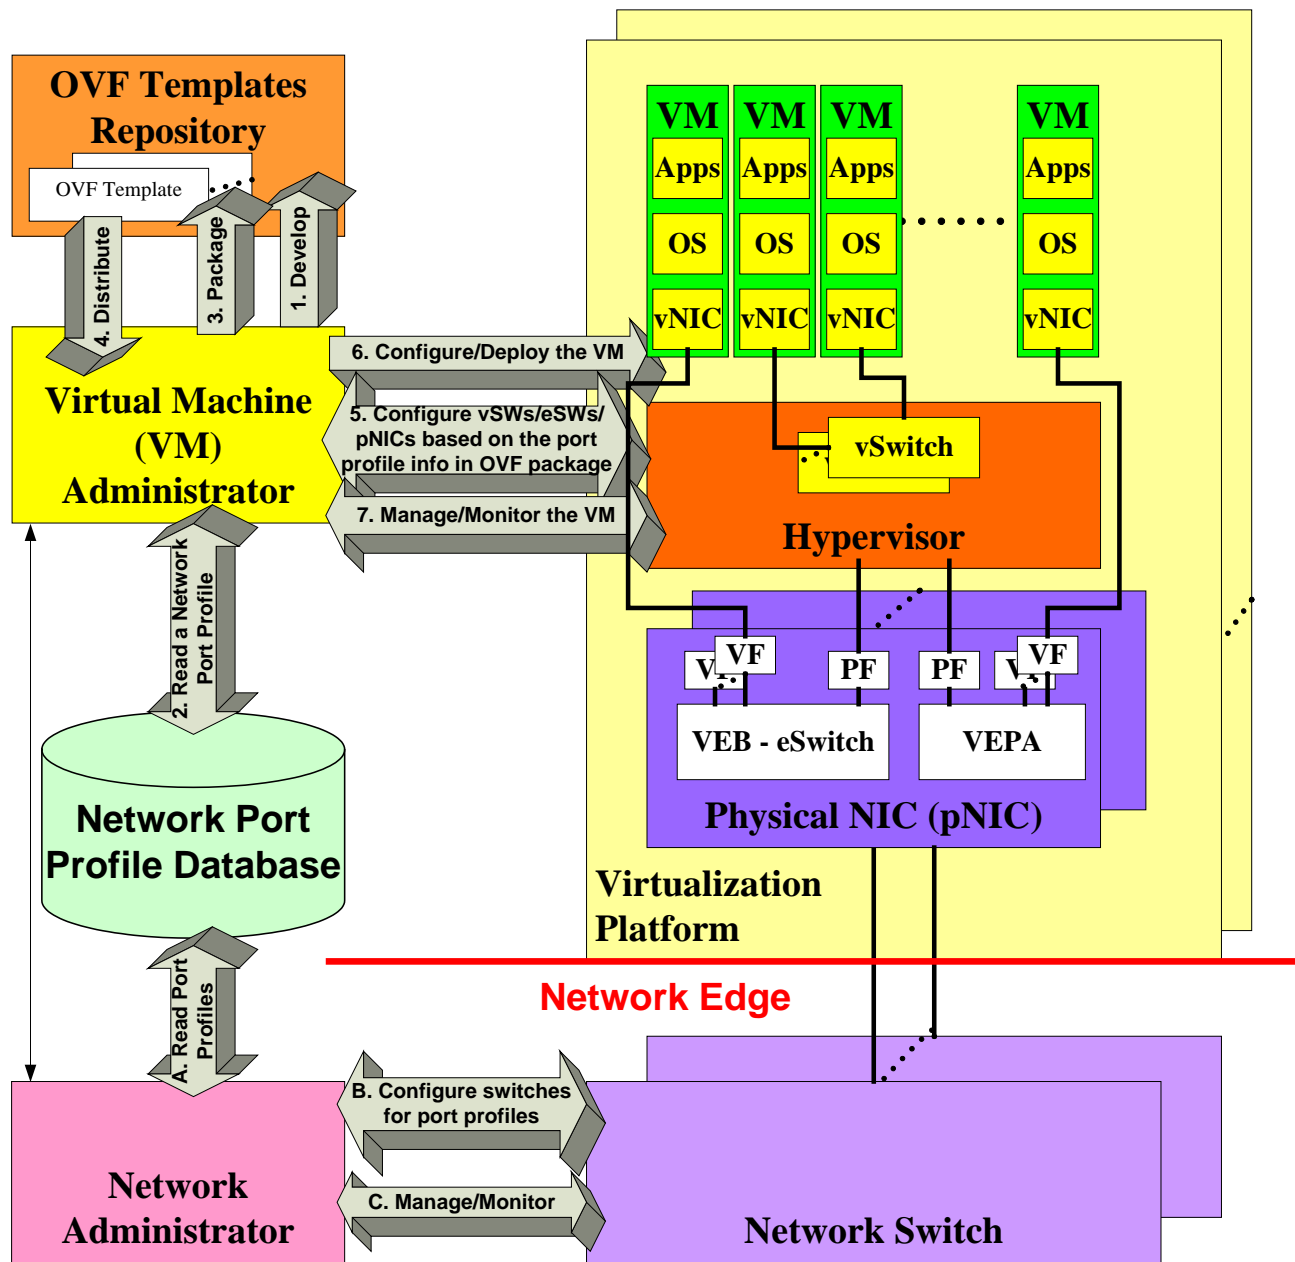 OVF Templates
Repository
OVF Template
4. Distribute
3. Package
1. Develop
Virtual Machine
(VM)
Administrator
6. Configure/Deploy the VM
5. Configure vSWs/eSWs/
pNICs based on the port
profile info in OVF package
7. Manage/Monitor the VM
2. Read a Network
Port Profile
Network Port
Profile Database
A. Read Port
Profiles
Network
Administrator
B. Configure switches
for port profiles
C. Manage/Monitor
VM VM VM VM
Apps Apps Apps Apps
OS OS OS OS
vNIC vNIC vNIC vNIC
vSwitch
Hypervisor
VF PF PF VF
VEB - eSwitch VEPA
Physical NIC (pNIC)
Virtualization
Platform
Network Edge
Network Switch